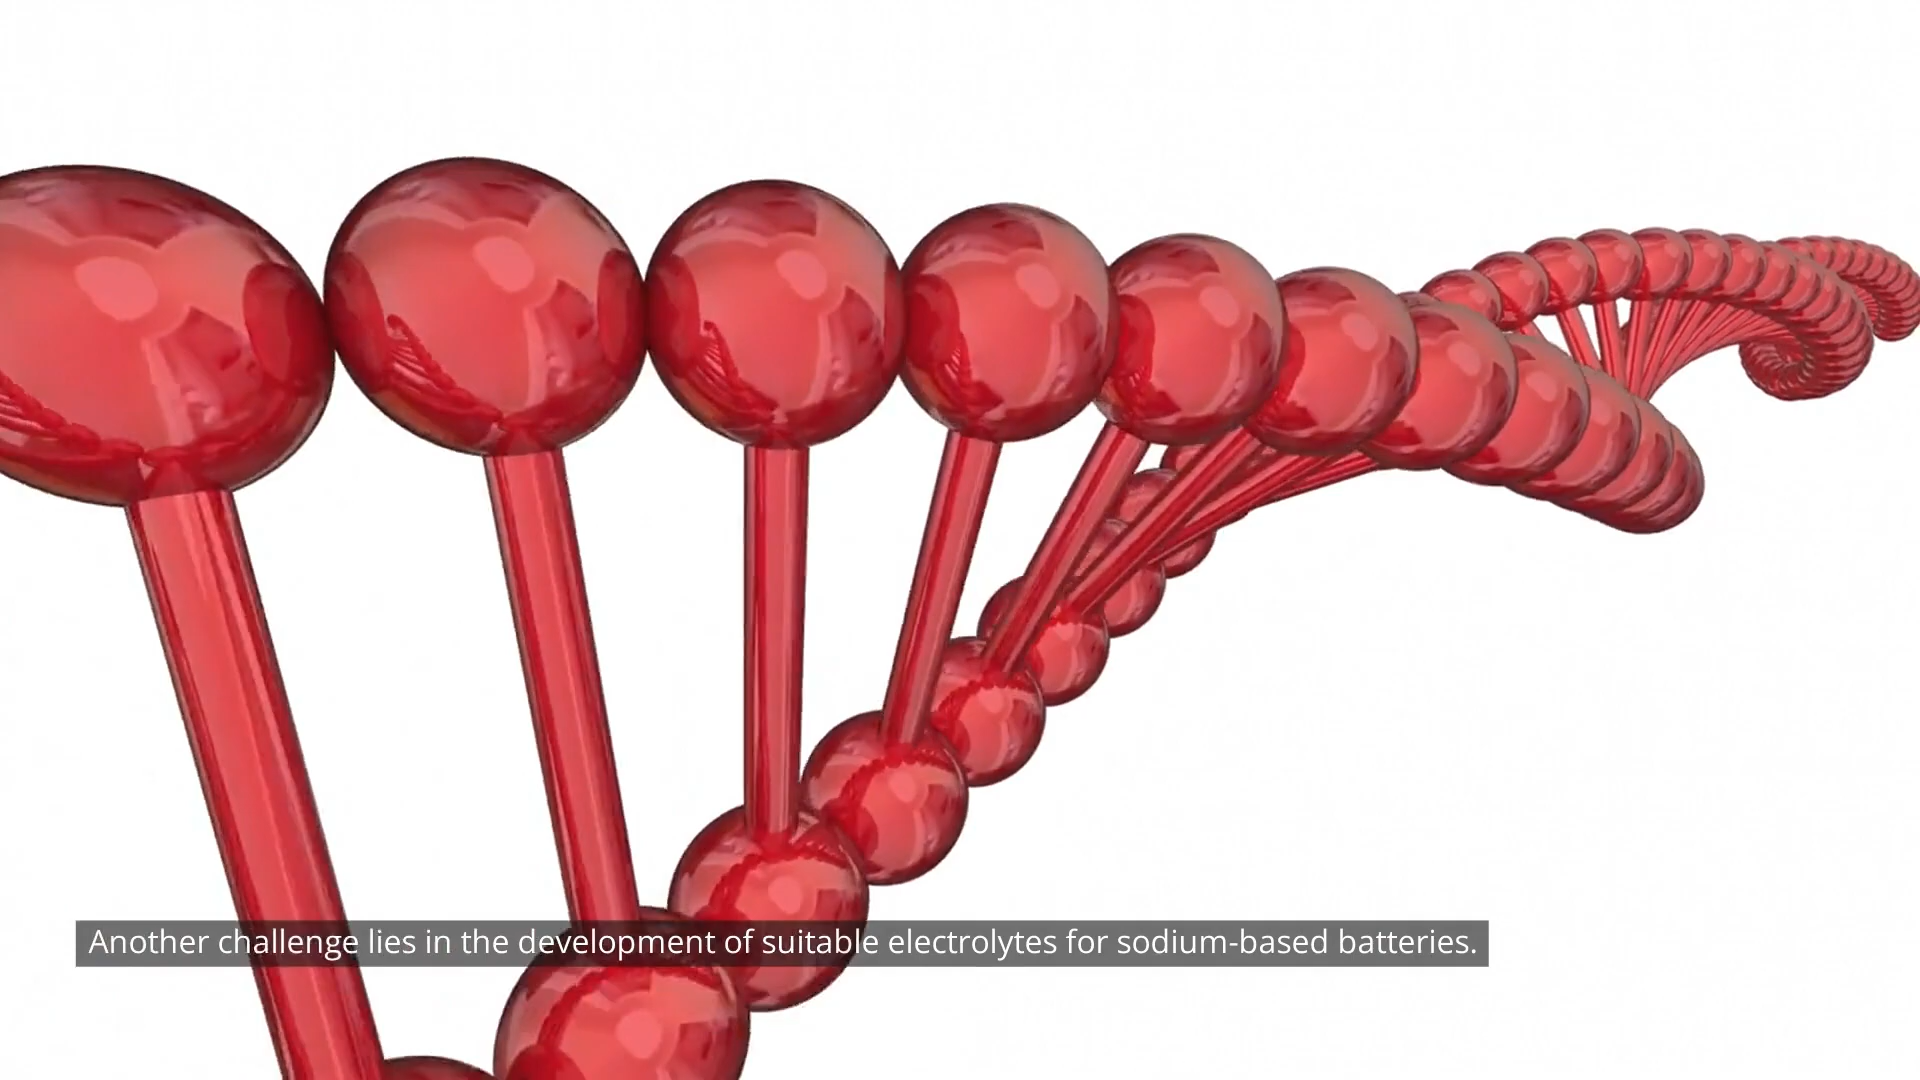 Another challenge lies in the development of suitable electrolytes for sodium-based batteries.